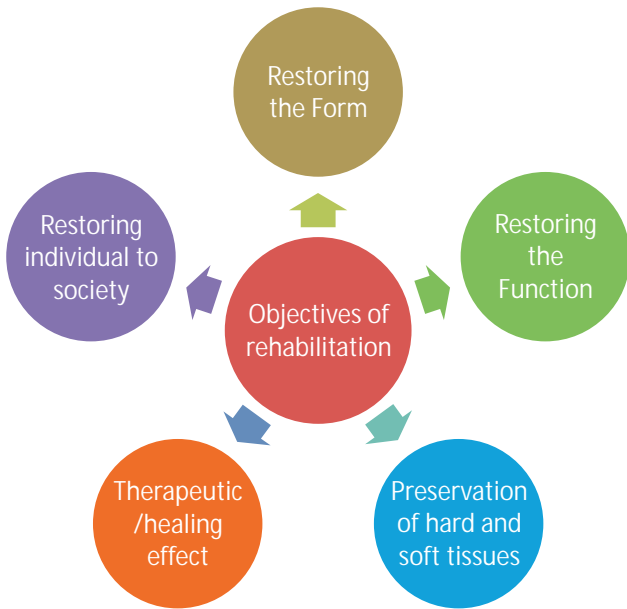 Restoring
the Form
Restoring
the
Function
Preservation
of hard and
soft tissues
Therapeutic
/healing
effect
Restoring
individual to
society
Objectives of
rehabilitation